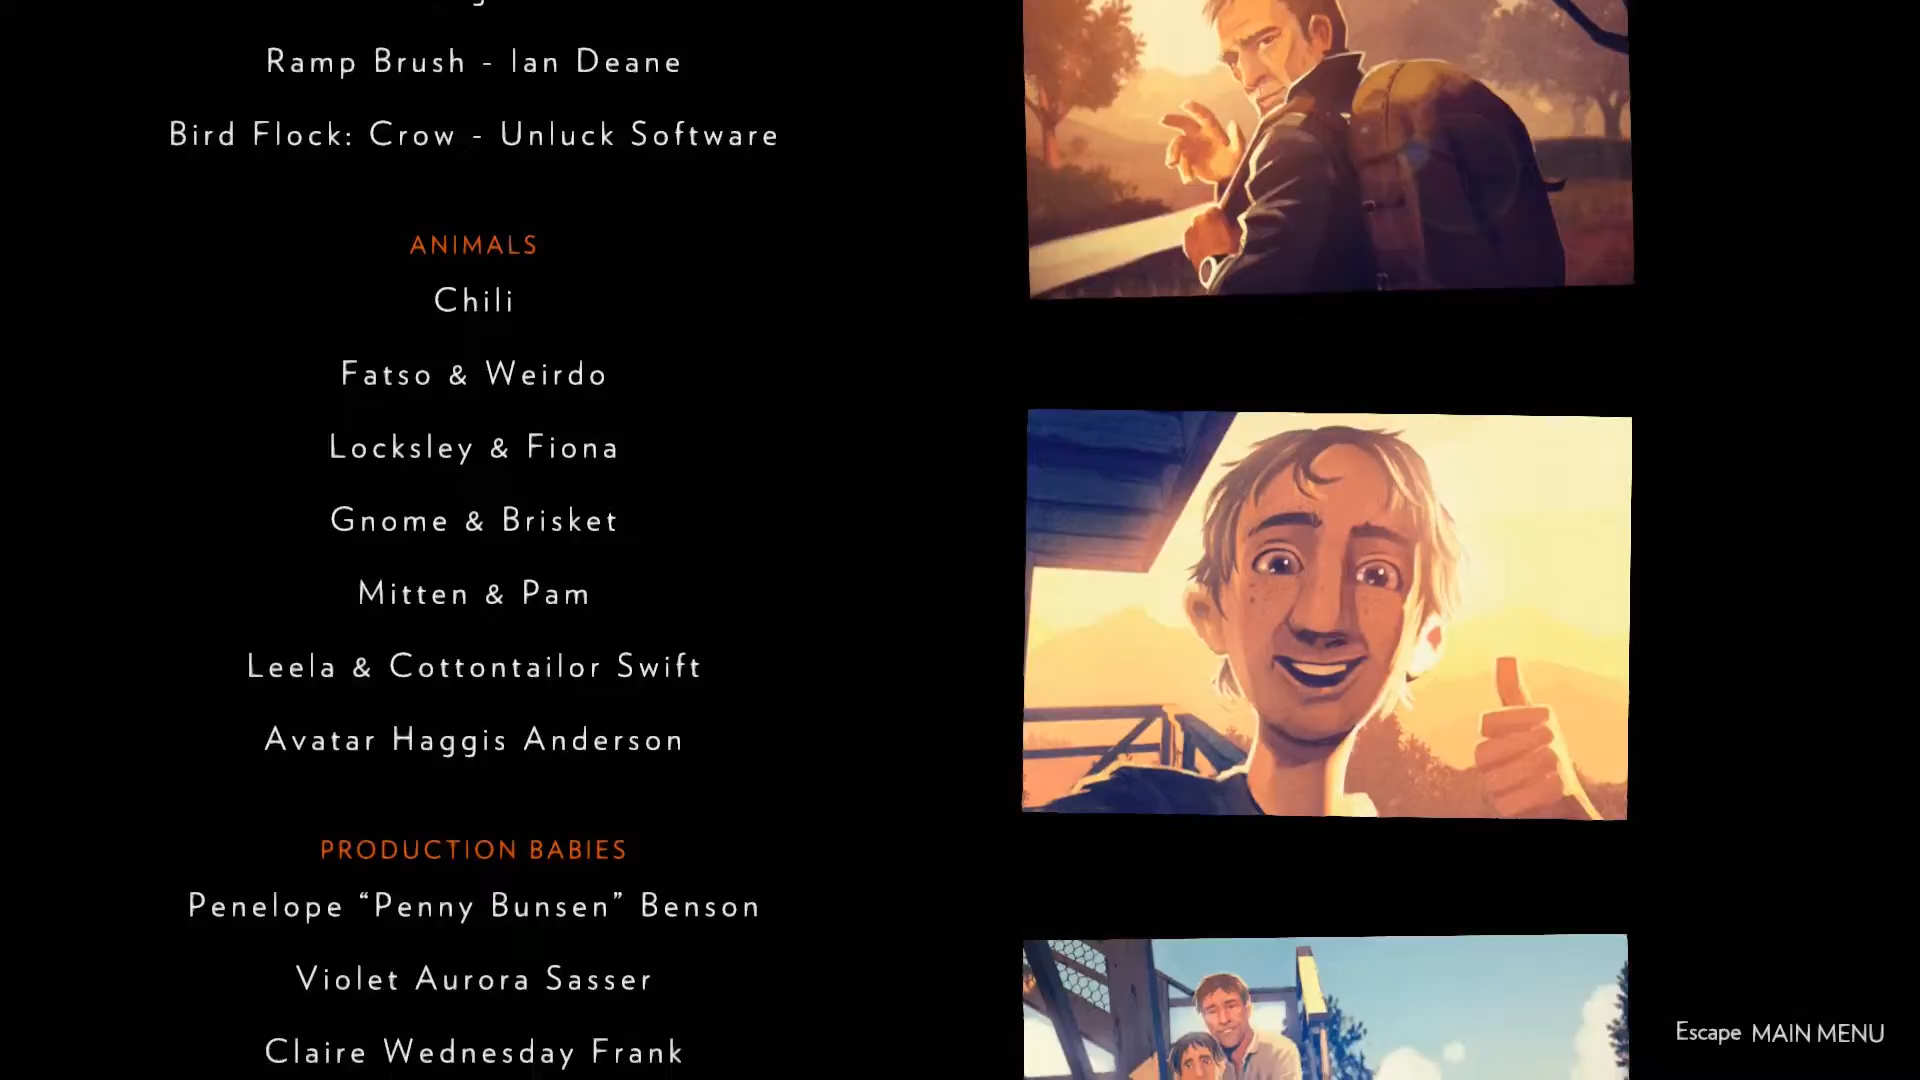 Ramp Brush - Ian Deane
Bird Flock: Crow - Unluck Software
ANIMALS
Chili
Fatso & Weirdo
Locksley & Fiona
Gnome & Brisket
Mitten & Pam
Leela & Cottontailor Swift
Avatar Haggis Anderson
PRODUCTION BABIES
Penelope “Penny Bunsen” Benson
Violet Aurora Sasser
Claire Wednesday Frank
Escape MAIN MENU